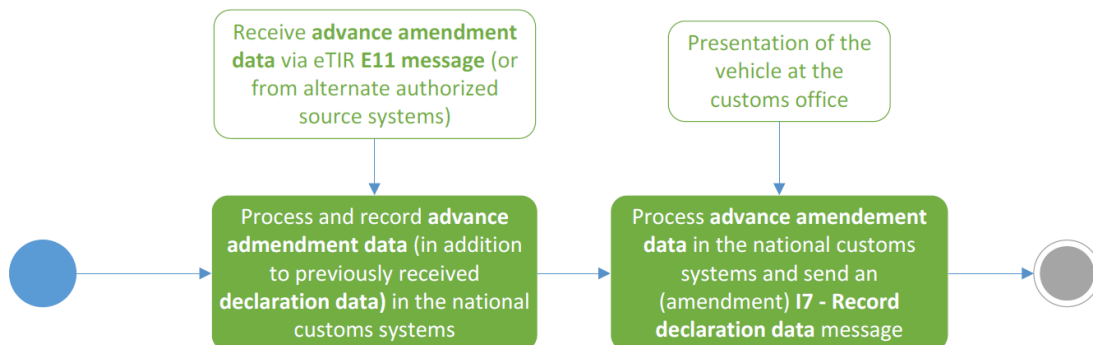 Receive advance amendment
data via eTIR E11 message (or
from alternate authorized
source systems)
Presentation of the
vehicle at the
customs office
Process and record advance
admendment data (in addition
to previously received
declaration data) in the national
customs systems
Process advance amendement
data in the national customs
systems and send an
(amendment) I7 - Record
declaration data message